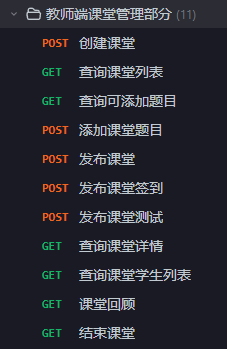 教师端课堂管理部分 (11)
POST 创建课堂
GET 查询课堂列表
GET 查询可添加题目
POST 添加课堂题目
POST 发布课堂
POST 发布签到
POST 发布课堂测试
GET 查询课堂详情
GET 查询课堂学生列表
GET 课堂回顾
GET 结束课堂